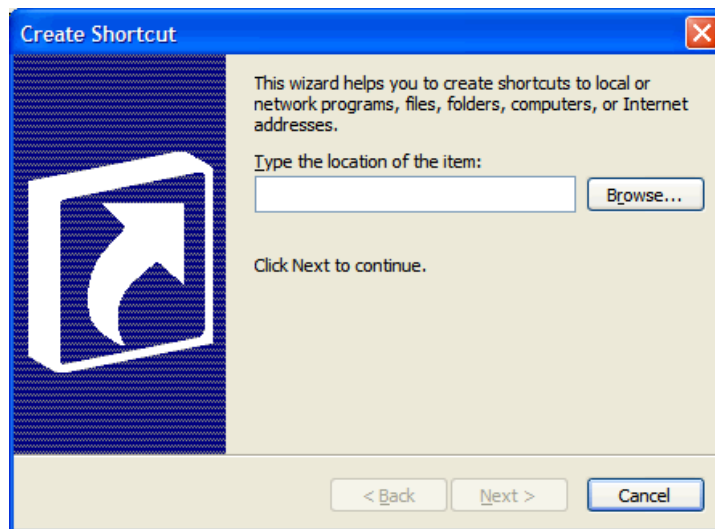 Create Shortcut
This wizard helps you to create shortcuts to local or
network programs, files, folders, computers, or Internet
addresses.
Type the location of the item:
Browse...
Click Next to continue.
< Back
Next >
Cancel